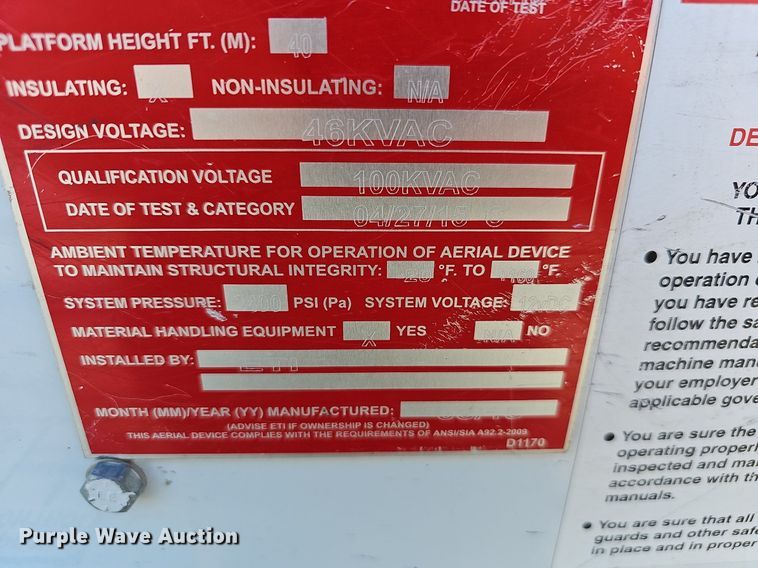 DATE OF TEST
PLATFORM HEIGHT FT. (M): 40
INSULATING: X NON-INSULATING: N/A
DESIGN VOLTAGE: 46KVAC
QUALIFICATION VOLTAGE 100KVAC
DATE OF TEST & CATEGORY 04/27/15
AMBIENT TEMPERATURE FOR OPERATION OF AERIAL DEVICE
TO MAINTAIN STRUCTURAL INTEGRITY: °F. TO °F.
SYSTEM PRESSURE: PSI (Pa) SYSTEM VOLTAGE: 12vDC
MATERIAL HANDLING EQUIPMENT X YES N/A NO
INSTALLED BY: ETI
MONTH (MM)/YEAR (YY) MANUFACTURED:
(ADVISE ETI IF OWNERSHIP IS CHANGED)
THIS AERIAL DEVICE COMPLIES WITH THE REQUIREMENTS OF ANSI/SIA A92.2-2009
D1170
DE
YO
TH
• You have
operation
you have re
follow the sa
recommenda
machine man
your employer
applicable gove
• You are sure the
operating properl
inspected and mai
accordance with th
manuals.
• You are sure that all
guards and other safe
in place and in proper
Purple Wave Auction